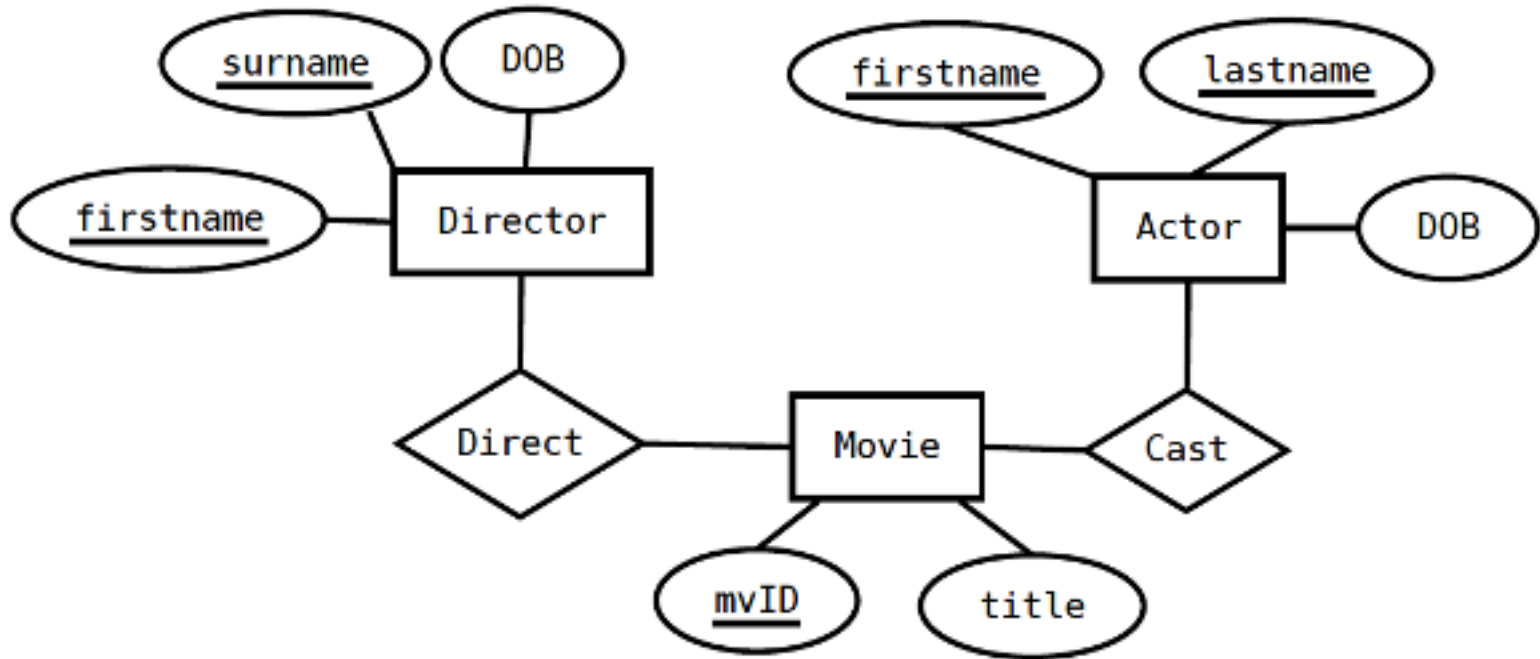 surname
DOB
firstname
lastname
firstname
Director
Actor
DOB
Direct
Movie
Cast
mvID
title